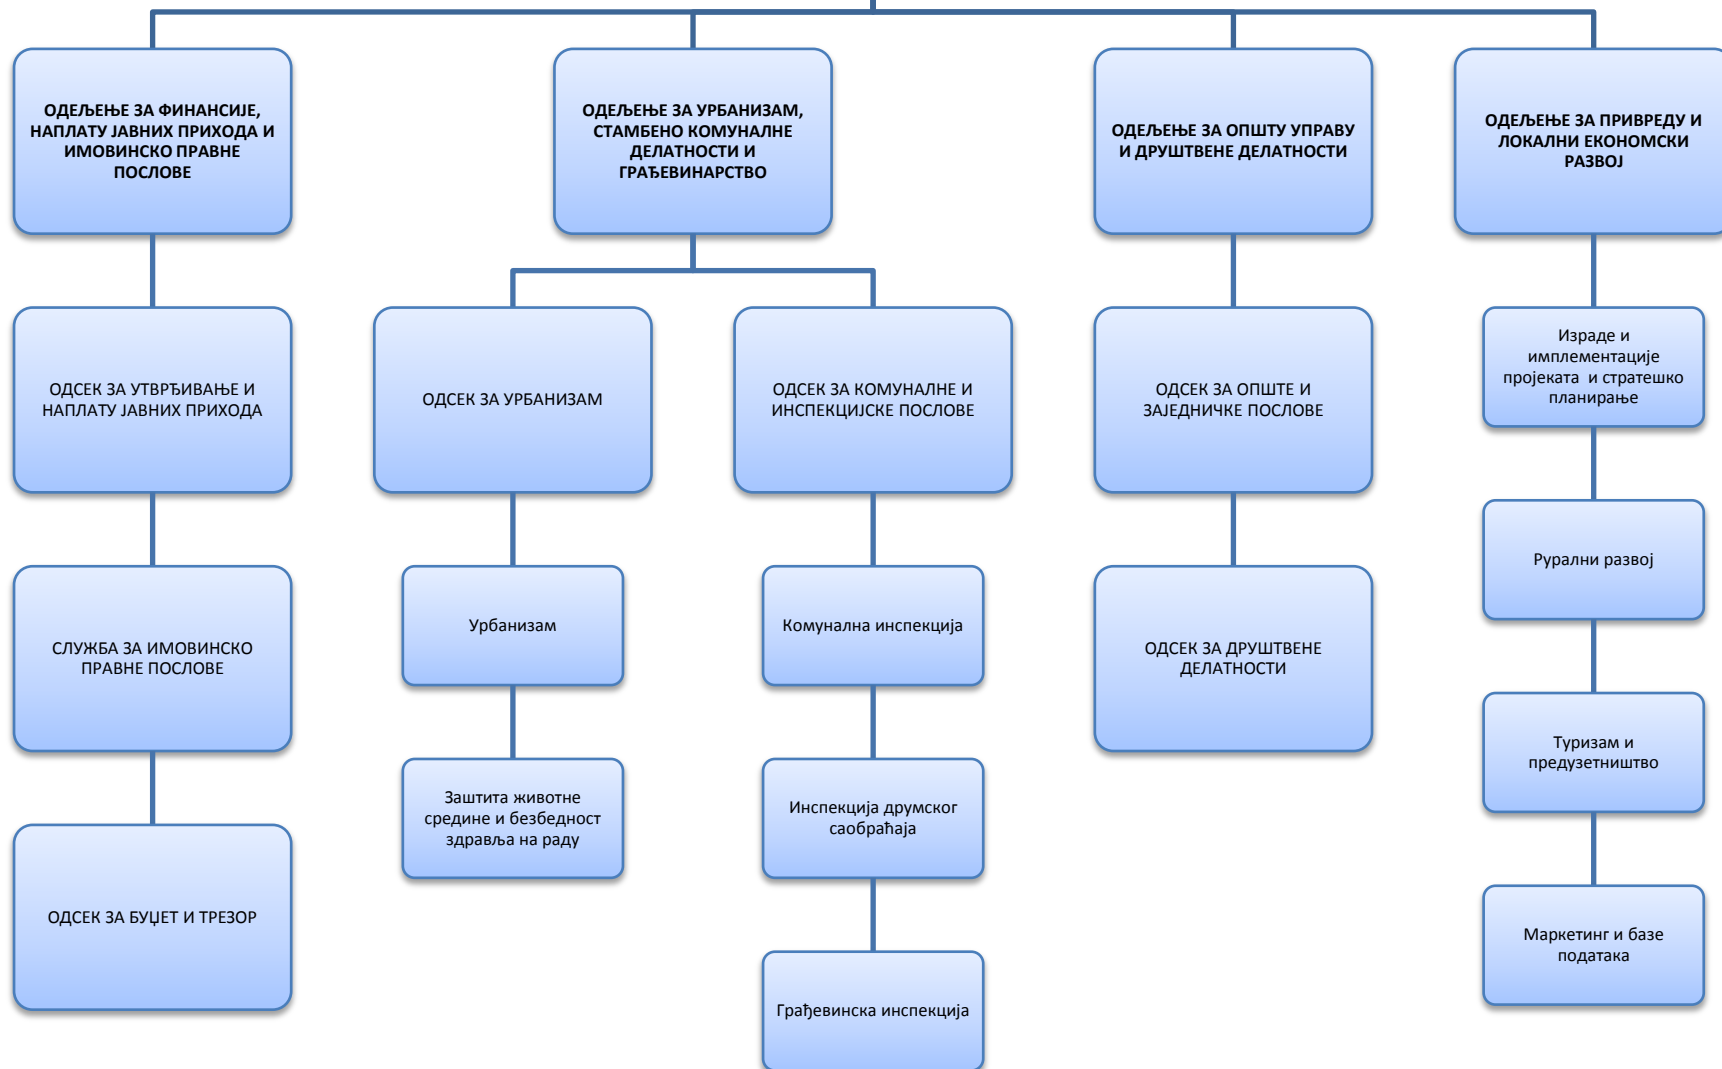 ОДЕЉЕЊЕ ЗА ФИНАНСИЈЕ,
НАПЛАТУ ЈАВНИХ ПРИХОДА И
ИМОВИНСКО ПРАВНЕ
ПОСЛОВЕ
ОДЕЉЕЊЕ ЗА УРБАНИЗАМ,
СТАМБЕНО КОМУНАЛНЕ
ДЕЛАТНОСТИ И
ГРАЂЕВИНАРСТВО
ОДЕЉЕЊЕ ЗА ОПШТУ УПРАВУ
И ДРУШТВЕНЕ ДЕЛАТНОСТИ
ОДЕЉЕЊЕ ЗА ПРИВРЕДУ И
ЛОКАЛНИ ЕКОНОМСКИ
РАЗВОЈ
ОДСЕК ЗА УТВРЂИВАЊЕ И
НАПЛАТУ ЈАВНИХ ПРИХОДА
ОДСЕК ЗА УРБАНИЗАМ
ОДСЕК ЗА КОМУНАЛНЕ И
ИНСПЕКЦИЈСКЕ ПОСЛОВЕ
ОДСЕК ЗА ОПШТЕ И
ЗАЈЕДНИЧКЕ ПОСЛОВЕ
Израде и
имплементације
пројеката и стратешко
планирање
СЛУЖБА ЗА ИМОВИНСКО
ПРАВНЕ ПОСЛОВЕ
Урбанизам
Комунална инспекција
ОДСЕК ЗА ДРУШТВЕНЕ
ДЕЛАТНОСТИ
Рурални развој
ОДСЕК ЗА БУЏЕТ И ТРЕЗОР
Заштита животне
средине и безбедност
здравља на раду
Инспекција друмског
саобраћаја
Туризам и
предузетништво
Грађевинска инспекција
Маркетинг и базе
података